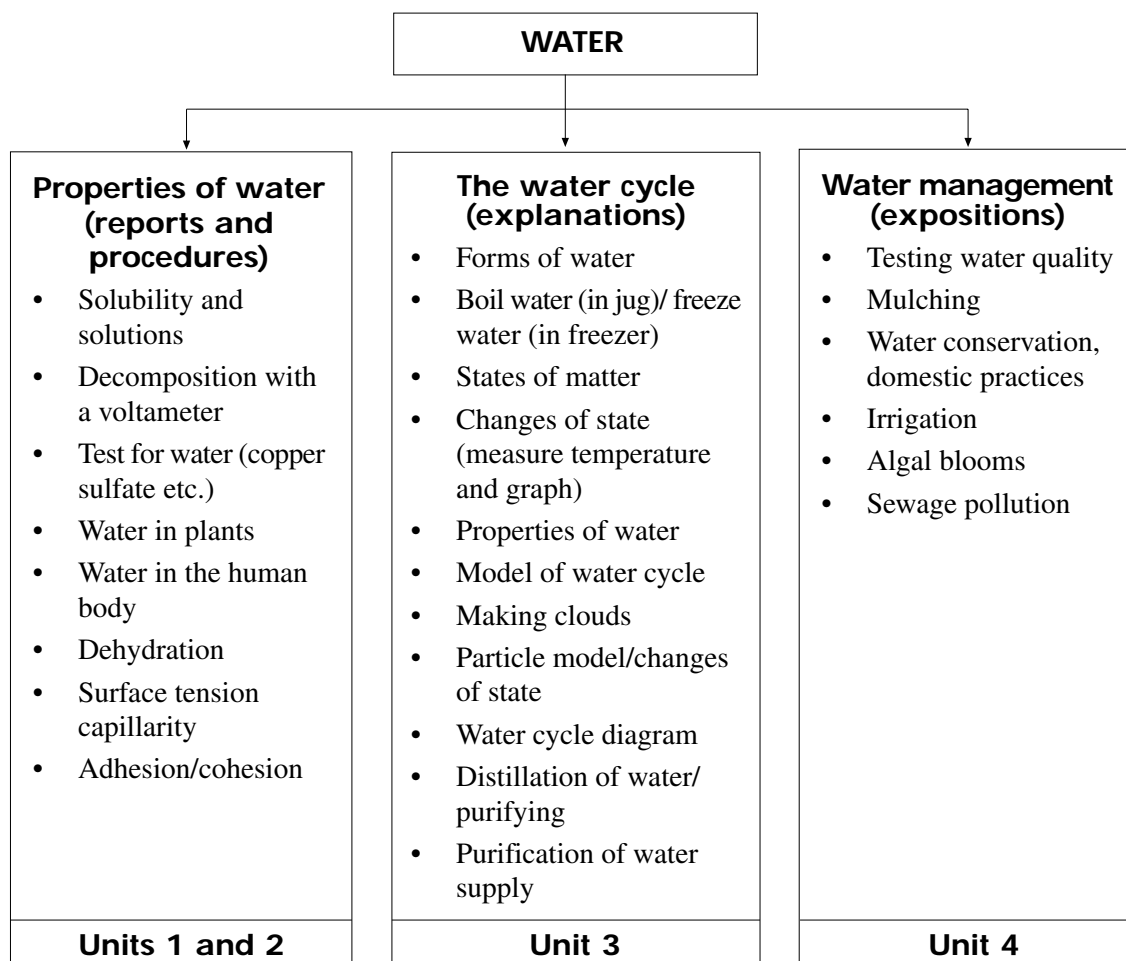 WATER
Properties of water
(reports and
procedures)
• Solubility and
solutions
• Decomposition with
a voltameter
• Test for water (copper
sulfate etc.)
• Water in plants
• Water in the human
body
• Dehydration
• Surface tension
capillarity
• Adhesion/cohesion
Units 1 and 2
The water cycle
(explanations)
• Forms of water
• Boil water (in jug)/ freeze
water (in freezer)
• States of matter
• Changes of state
(measure temperature
and graph)
• Properties of water
• Model of water cycle
• Making clouds
• Particle model/changes
of state
• Water cycle diagram
• Distillation of water/
purifying
• Purification of water
supply
Unit 3
Water management
(expositions)
• Testing water quality
• Mulching
• Water conservation,
domestic practices
• Irrigation
• Algal blooms
• Sewage pollution
Unit 4